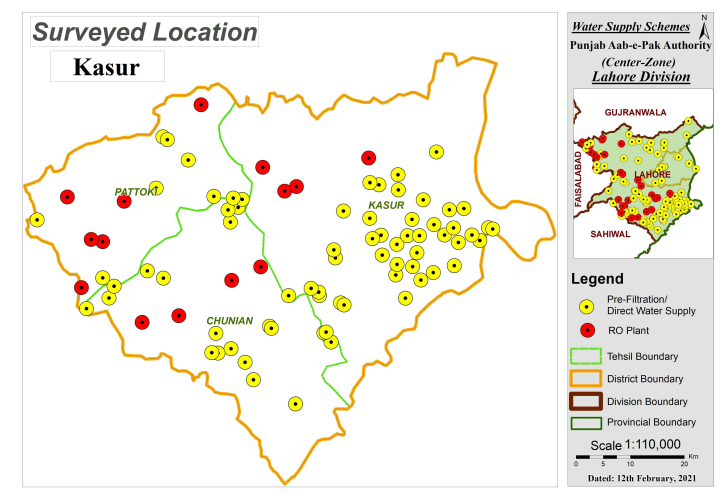 Surveyed Location
Kasur
PATTOKI
KASUR
CHUNIAN
Water Supply Schemes
N
Punjab Aab-e-Pak Authority
(Center-Zone)
Lahore Division
GUJRANWALA
FAISALABAD
LAHORE
SAHIWAL
Legend
Pre-Filtration/
Direct Water Supply
RO Plant
Tehsil Boundary
District Boundary
Division Boundary
Provincial Boundary
Scale 1:110,000
0 5 10 20 Km
Dated: 12th February, 2021